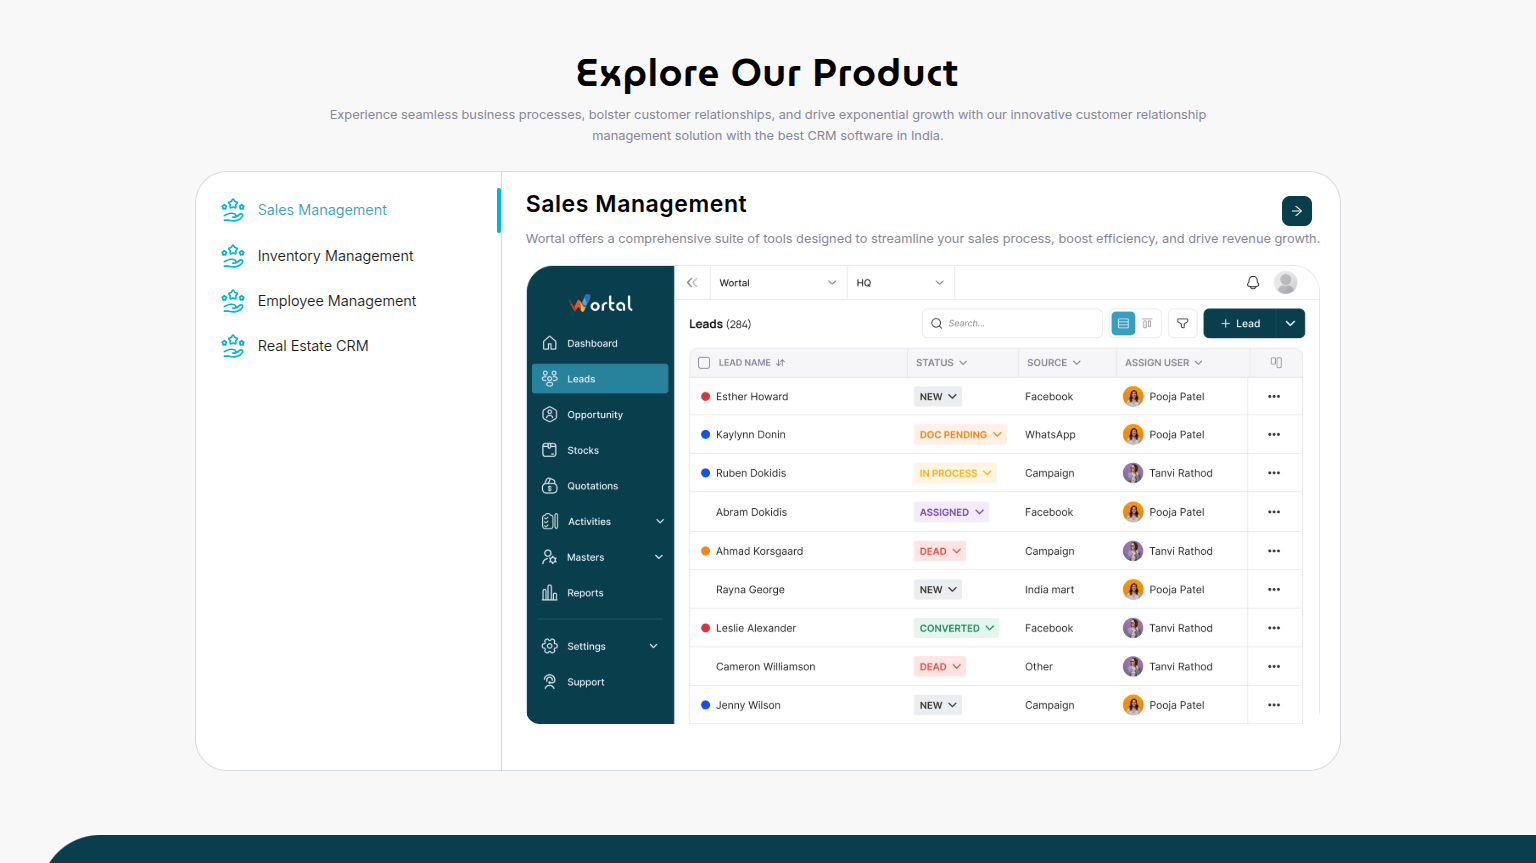 Explore Our Product
Experience seamless business processes, bolster customer relationships, and drive exponential growth with our innovative customer relationship
management solution with the best CRM software in India.
Sales Management
Inventory Management
Employee Management
Real Estate CRM
Sales Management
Wortal offers a comprehensive suite of tools designed to streamline your sales process, boost efficiency, and drive revenue growth.
Wortal
Dashboard
Leads
Opportunity
Stocks
Quotations
Activities
Masters
Reports
Settings
Support
Wortal HQ
Leads (284) Search... + Lead
LEAD NAME STATUS SOURCE ASSIGN USER
Esther Howard NEW Facebook Pooja Patel
Kaylynn Donin DOC PENDING WhatsApp Pooja Patel
Ruben Dokidis IN PROCESS Campaign Tanvi Rathod
Abram Dokidis ASSIGNED Facebook Pooja Patel
Ahmad Korsgaard DEAD Campaign Tanvi Rathod
Rayna George NEW India mart Pooja Patel
Leslie Alexander CONVERTED Facebook Tanvi Rathod
Cameron Williamson DEAD Other Tanvi Rathod
Jenny Wilson NEW Campaign Pooja Patel